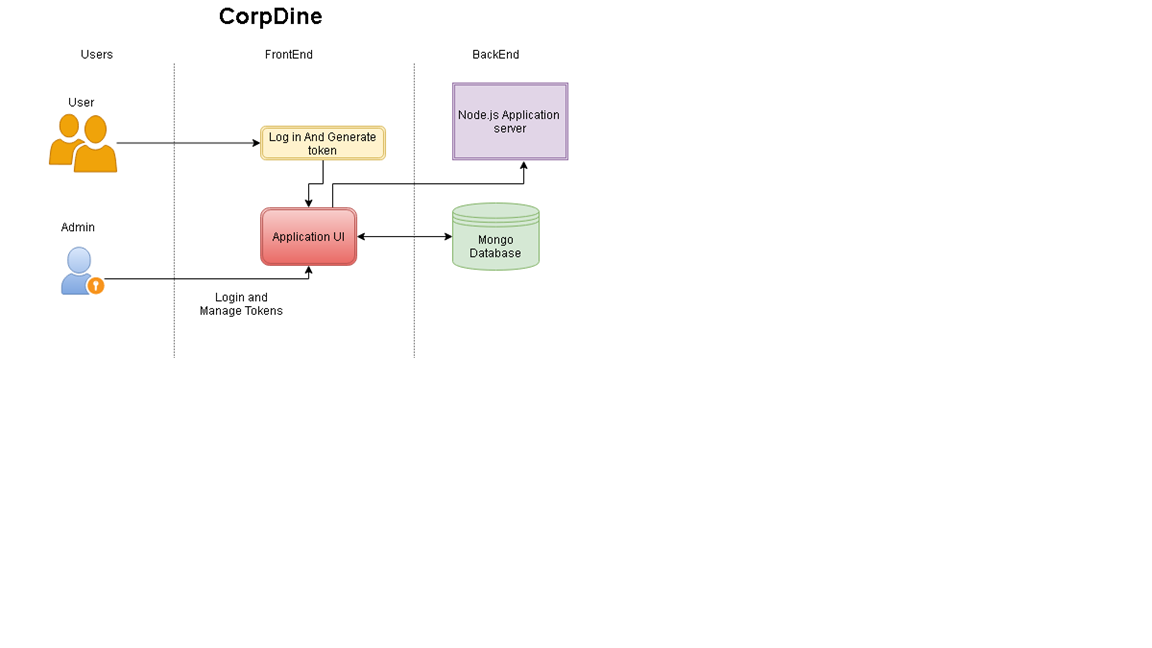 CorpDine
Users
FrontEnd
BackEnd
User
Node.js Application
server
Log in And Generate
token
Admin
Application UI
Mongo
Database
Login and
Manage Tokens